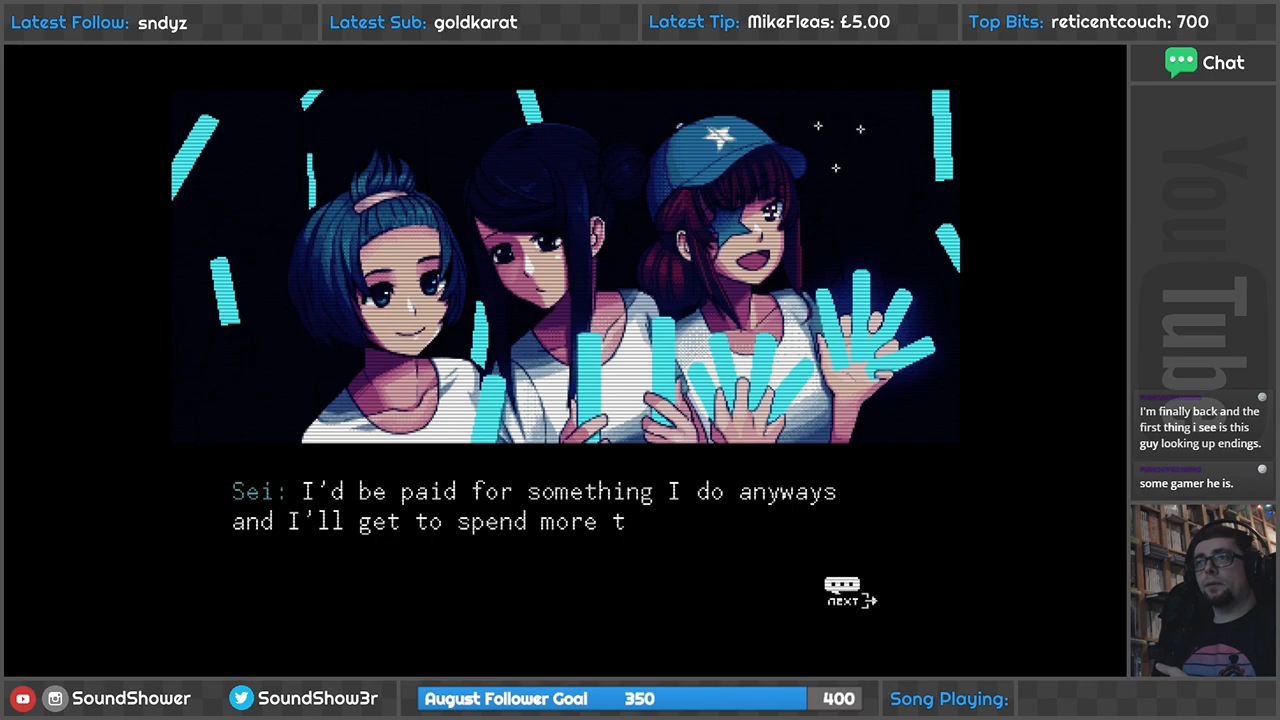 Latest Follow: sndyz
Latest Sub: goldkarat
Latest Tip: MikeFleas: £5.00
Top Bits: reticentcouch: 700
Chat
YouTub
I'm finally back and the
first thing i see is this
guy looking up endings.
some gamer he is.
Sei: I'd be paid for something I do anyways
and I'll get to spend more t
NEXT
SoundShower
SoundShow3r
August Follower Goal 350 400
Song Playing: